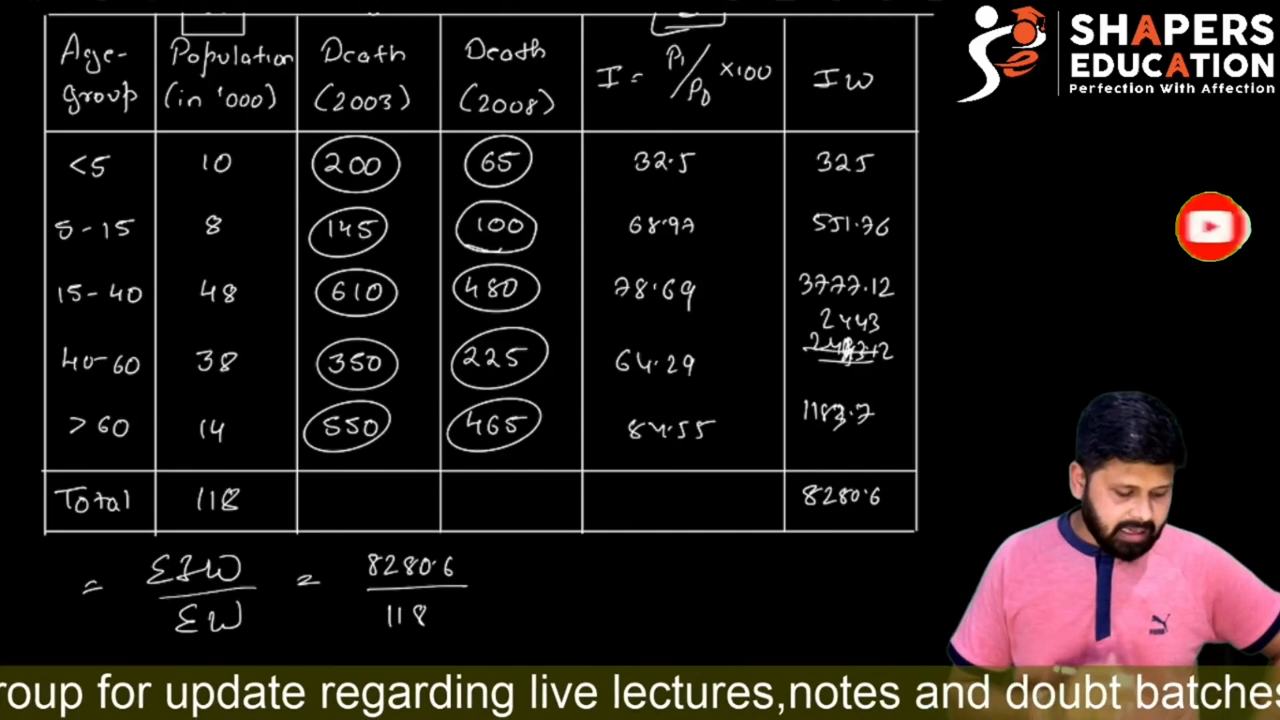 SHAPERS
EDUCATION
Perfection With Affection
Age-group Population (in '000) Death (2003) Death (2008) I = P1/P0 ×100 IW
<5 10 200 65 32.5 325
5-15 8 145 100 68.97 551.76
15-40 48 610 480 78.69 3777.12
40-60 38 350 225 64.29 2443
>60 14 550 465 84.55 1183.7
Total 118 8280.6
= ΣIW / ΣW = 8280.6 / 118
roup for update regarding live lectures,notes and doubt batches